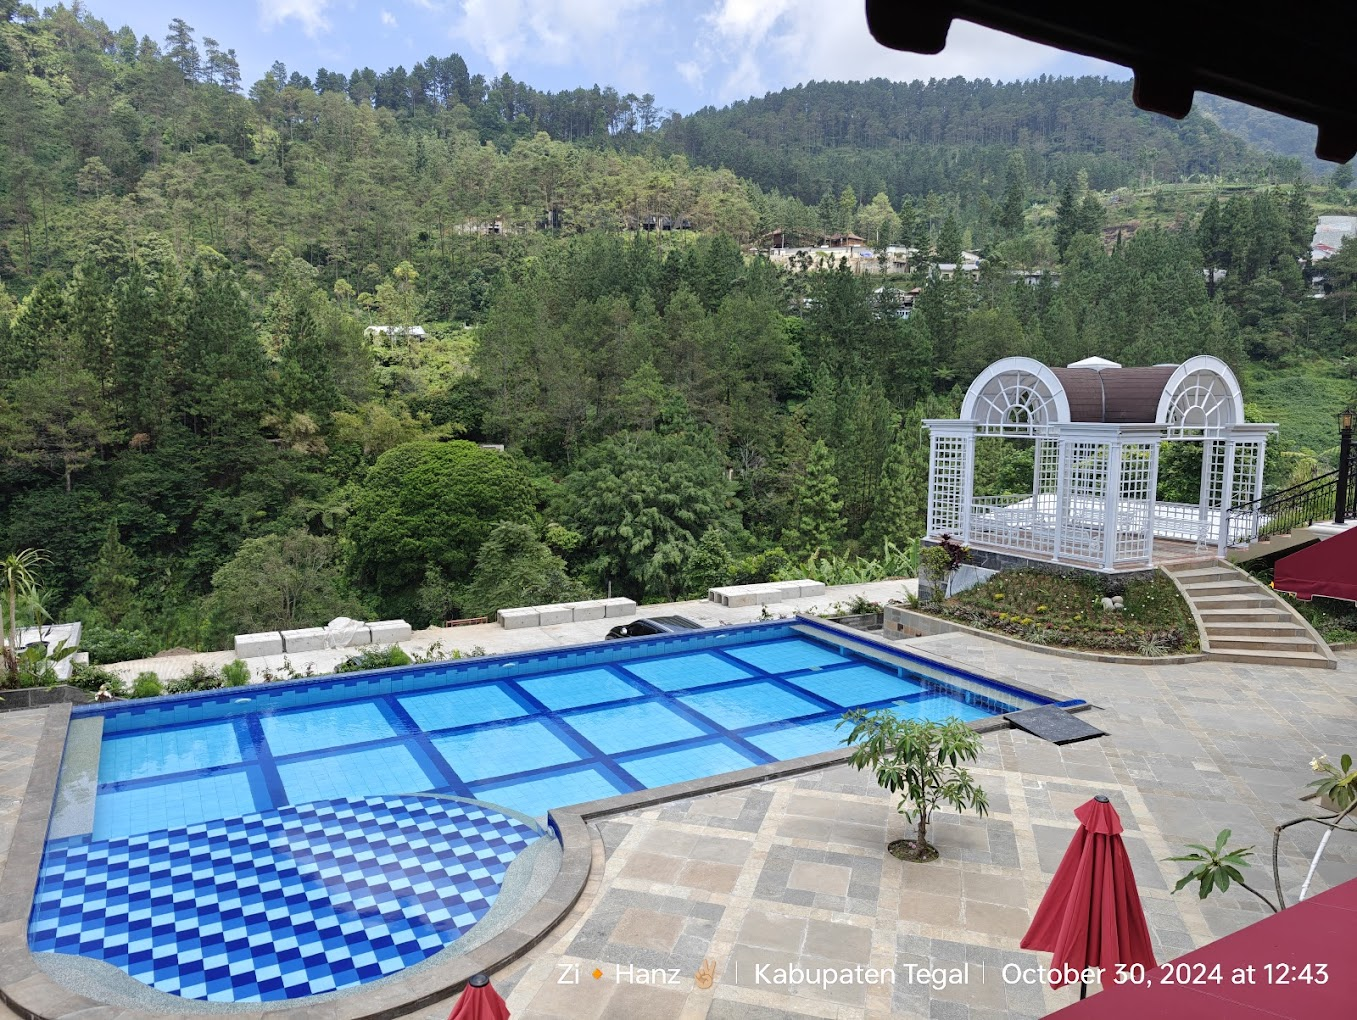 Zi🔸Hanz ✌🏼 | Kabupaten Tegal | October 30, 2024 at 12:43